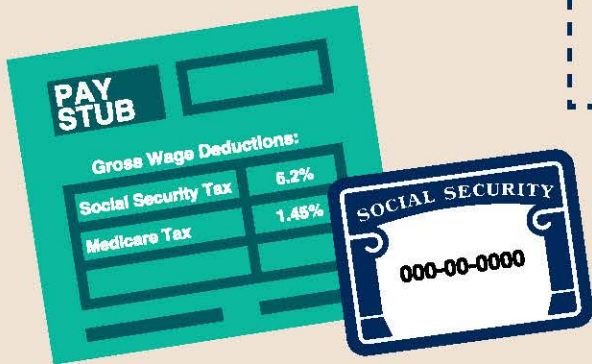 PAY
STUB
Gross Wage Deductions:
Social Security Tax 6.2%
Medicare Tax 1.45%
SOCIAL SECURITY
000-00-0000